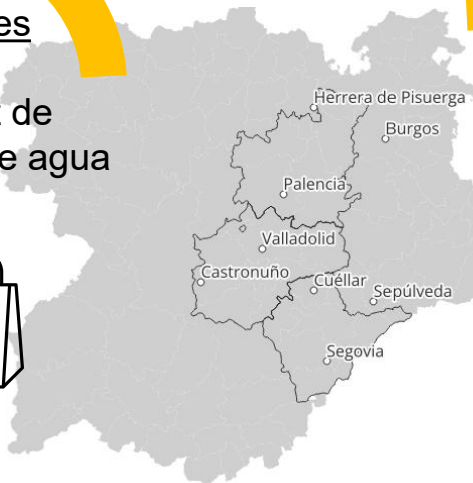 es
de
e agua
Herrera de Pisuerga
Burgos
Palencia
Valladolid
Castronuño
Cuéllar
Sepúlveda
Segovia